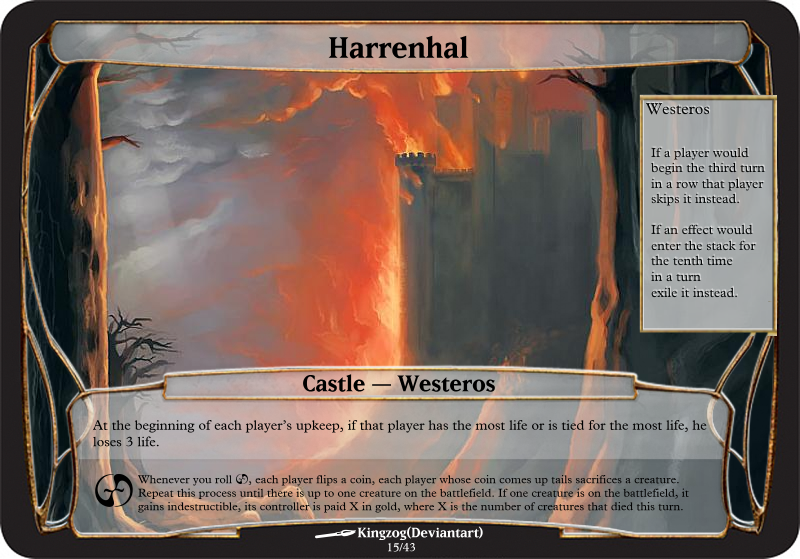 Harrenhal
Westeros
If a player would
begin the third turn
in a row that player
skips it instead.
If an effect would
enter the stack for
the tenth time
in a turn
exile it instead.
Castle — Westeros
At the beginning of each player's upkeep, if that player has the most life or is tied for the most life, he
loses 3 life.
Whenever you roll , each player flips a coin, each player whose coin comes up tails sacrifices a creature.
Repeat this process until there is up to one creature on the battlefield. If one creature is on the battlefield, it
gains indestructible, its controller is paid X in gold, where X is the number of creatures that died this turn.
Kingzog(Deviantart)
15/43